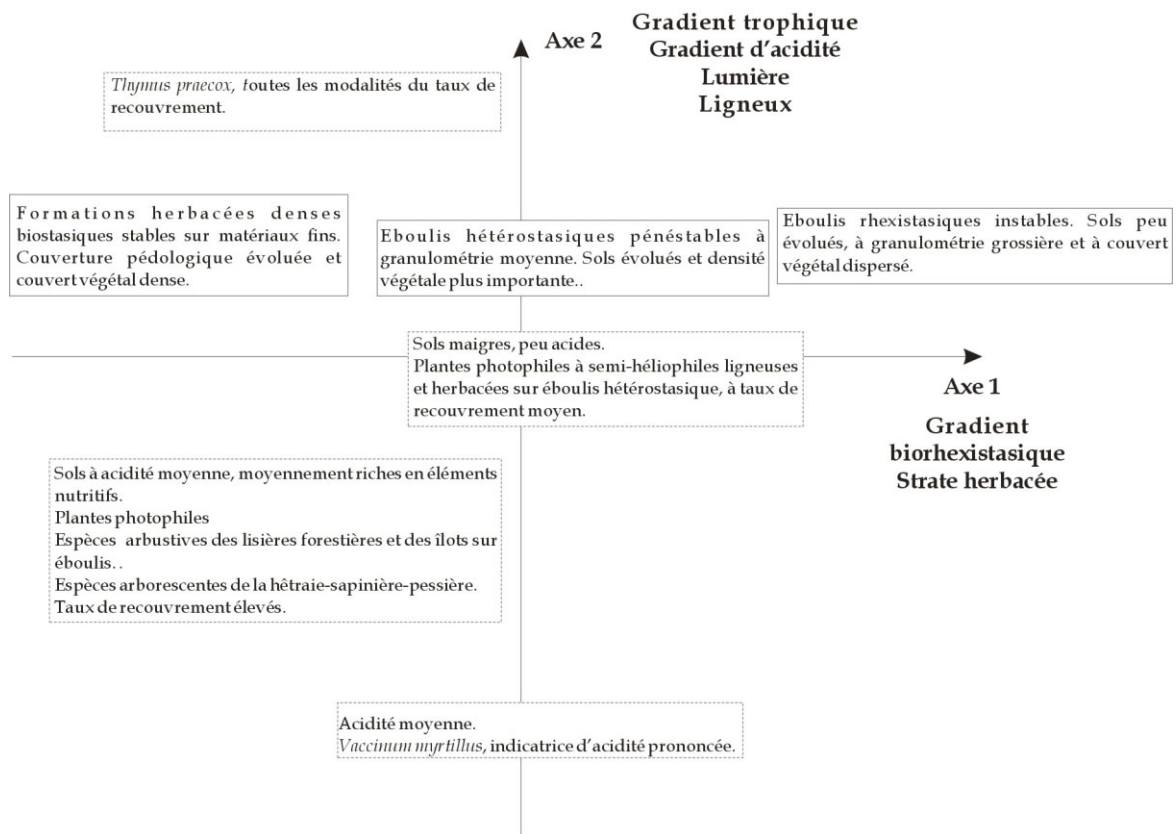 Axe 2
Gradient trophique
Gradient d'acidité
Lumière
Ligneux
Thymus praecox, toutes les modalités du taux de
recouvrement.
Formations herbacées denses
biostasiques stables sur matériaux fins.
Couverture pédologique évoluée et
couvert végétal dense.
Eboulis hétérostasiques pénéstables à
granulométrie moyenne. Sols évolués et densité
végétale plus importante..
Eboulis rhexistasiques instables. Sols peu
évolués, à granulométrie grossière et à couvert
végétal dispersé.
Sols maigres, peu acides.
Plantes photophiles à semi-héliophiles ligneuses
et herbacées sur éboulis hétérostasique, à taux de
recouvrement moyen.
Axe 1
Gradient
biorhexistasique
Strate herbacée
Sols à acidité moyenne, moyennement riches en éléments
nutritifs.
Plantes photophiles
Espèces arbustives des lisières forestières et des îlots sur
éboulis. .
Espèces arborescentes de la hêtraie-sapinière-pessière.
Taux de recouvrement élevés.
Acidité moyenne.
Vaccinum myrtillus, indicatrice d'acidité prononcée.